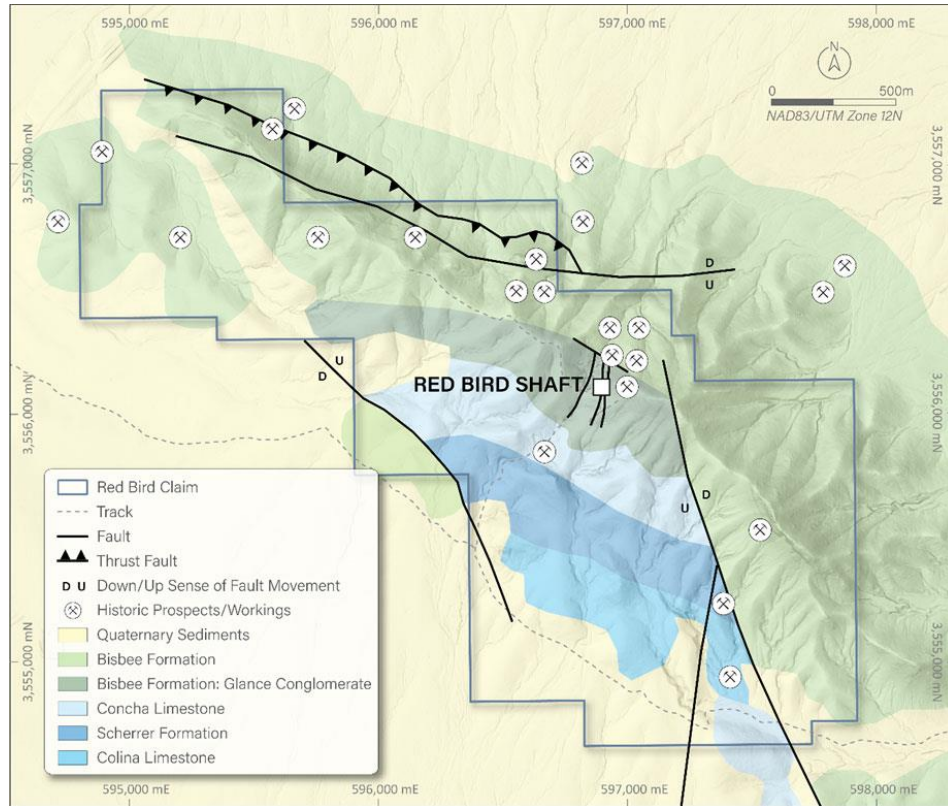 595,000 mE
596,000 mE
597,000 mE
598,000 mE
N
0
500m
NAD83/UTM Zone 12N
3,557,000 mN
3,557,000 mN
D
U
U
D
RED BIRD SHAFT
3,556,000 mN
3,556,000 mN
U
D
Red Bird Claim
Track
Fault
Thrust Fault
D U Down/Up Sense of Fault Movement
Historic Prospects/Workings
Quaternary Sediments
Bisbee Formation
Bisbee Formation: Glance Conglomerate
Concha Limestone
Scherrer Formation
Colina Limestone
3,555,000 mN
3,555,000 mN
595,000 mE
596,000 mE
597,000 mE
598,000 mE